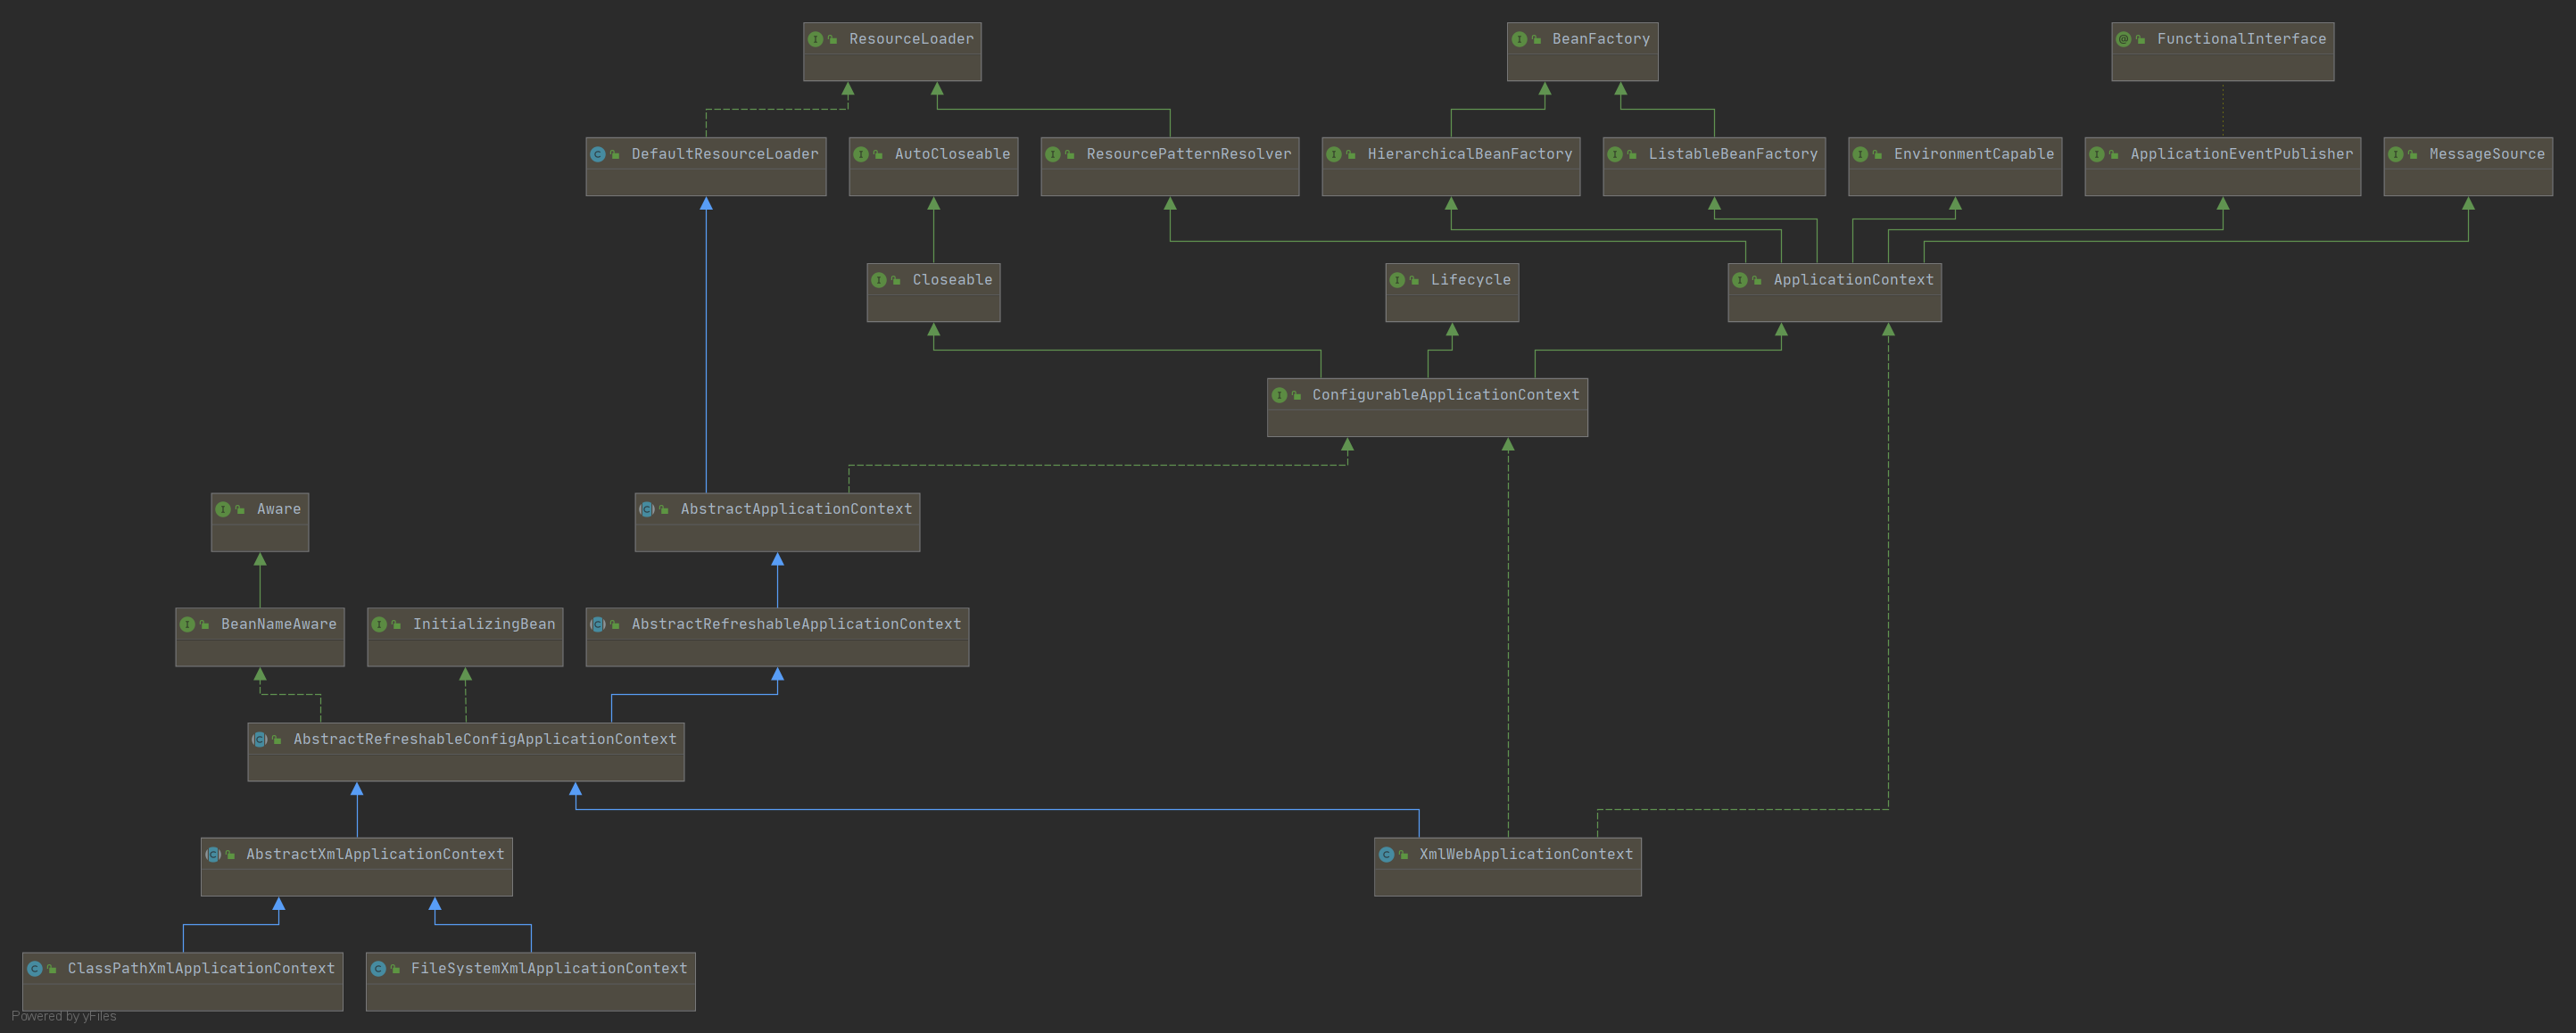 ResourceLoader
BeanFactory
FunctionalInterface
DefaultResourceLoader
AutoCloseable
ResourcePatternResolver
HierarchicalBeanFactory
ListableBeanFactory
EnvironmentCapable
ApplicationEventPublisher
MessageSource
Closeable
Lifecycle
ApplicationContext
ConfigurableApplicationContext
Aware
AbstractApplicationContext
BeanNameAware
InitializingBean
AbstractRefreshableApplicationContext
AbstractRefreshableConfigApplicationContext
AbstractXmlApplicationContext
XmlWebApplicationContext
ClassPathXmlApplicationContext
FileSystemXmlApplicationContext
Powered by yFiles